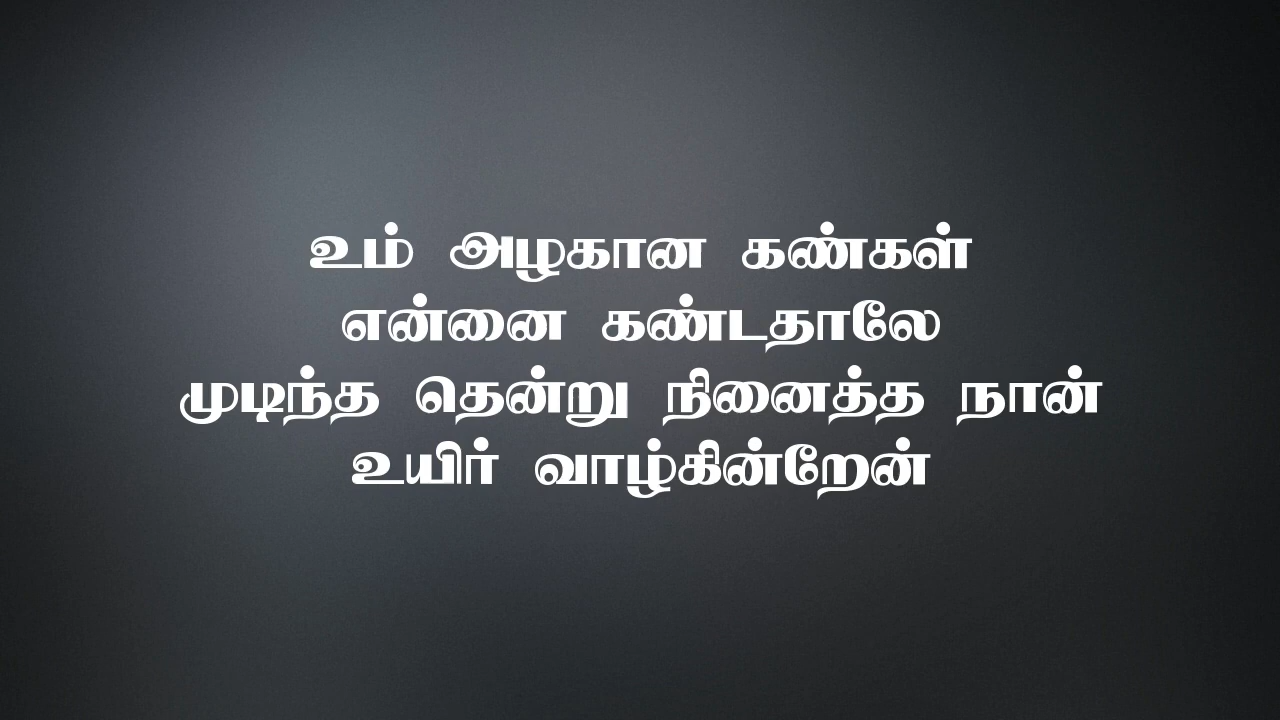 உம் அழகான கண்கள்
என்னை கண்டதாலே
முடிந்த தென்று நினைத்த நான்
உயிர் வாழ்கின்றேன்